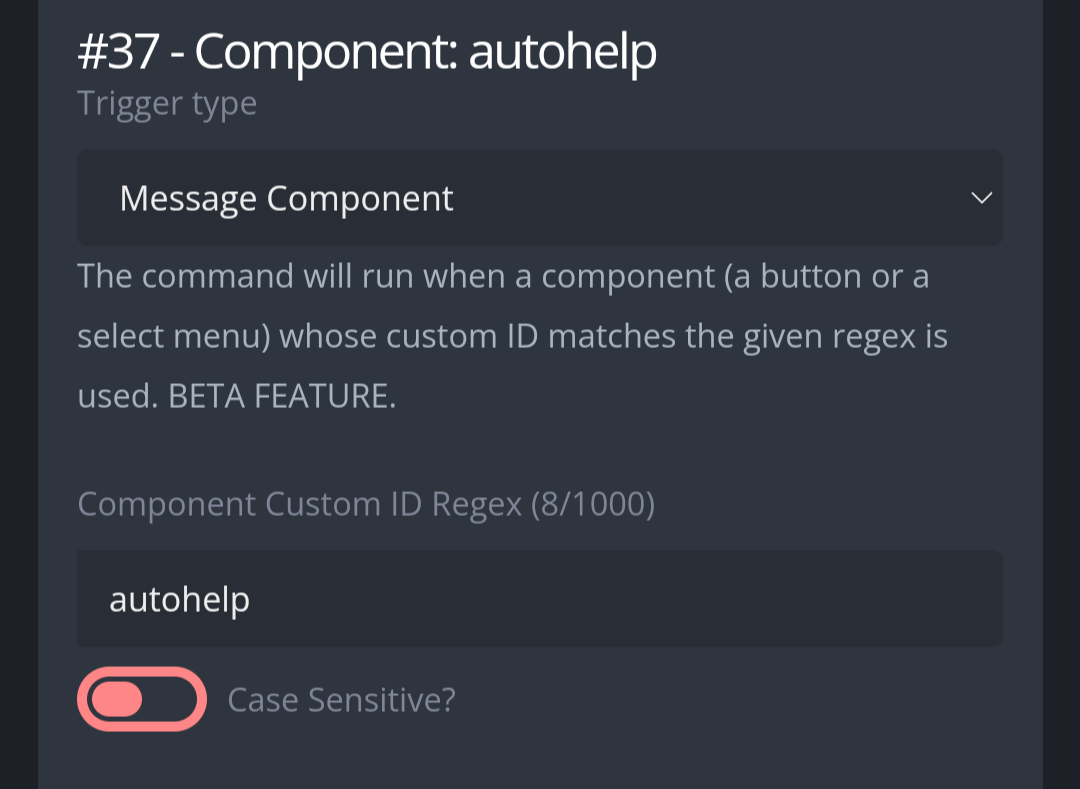 #37 - Component: autohelp
Trigger type
Message Component
The command will run when a component (a button or a
select menu) whose custom ID matches the given regex is
used. BETA FEATURE.
Component Custom ID Regex (8/1000)
autohelp
Case Sensitive?